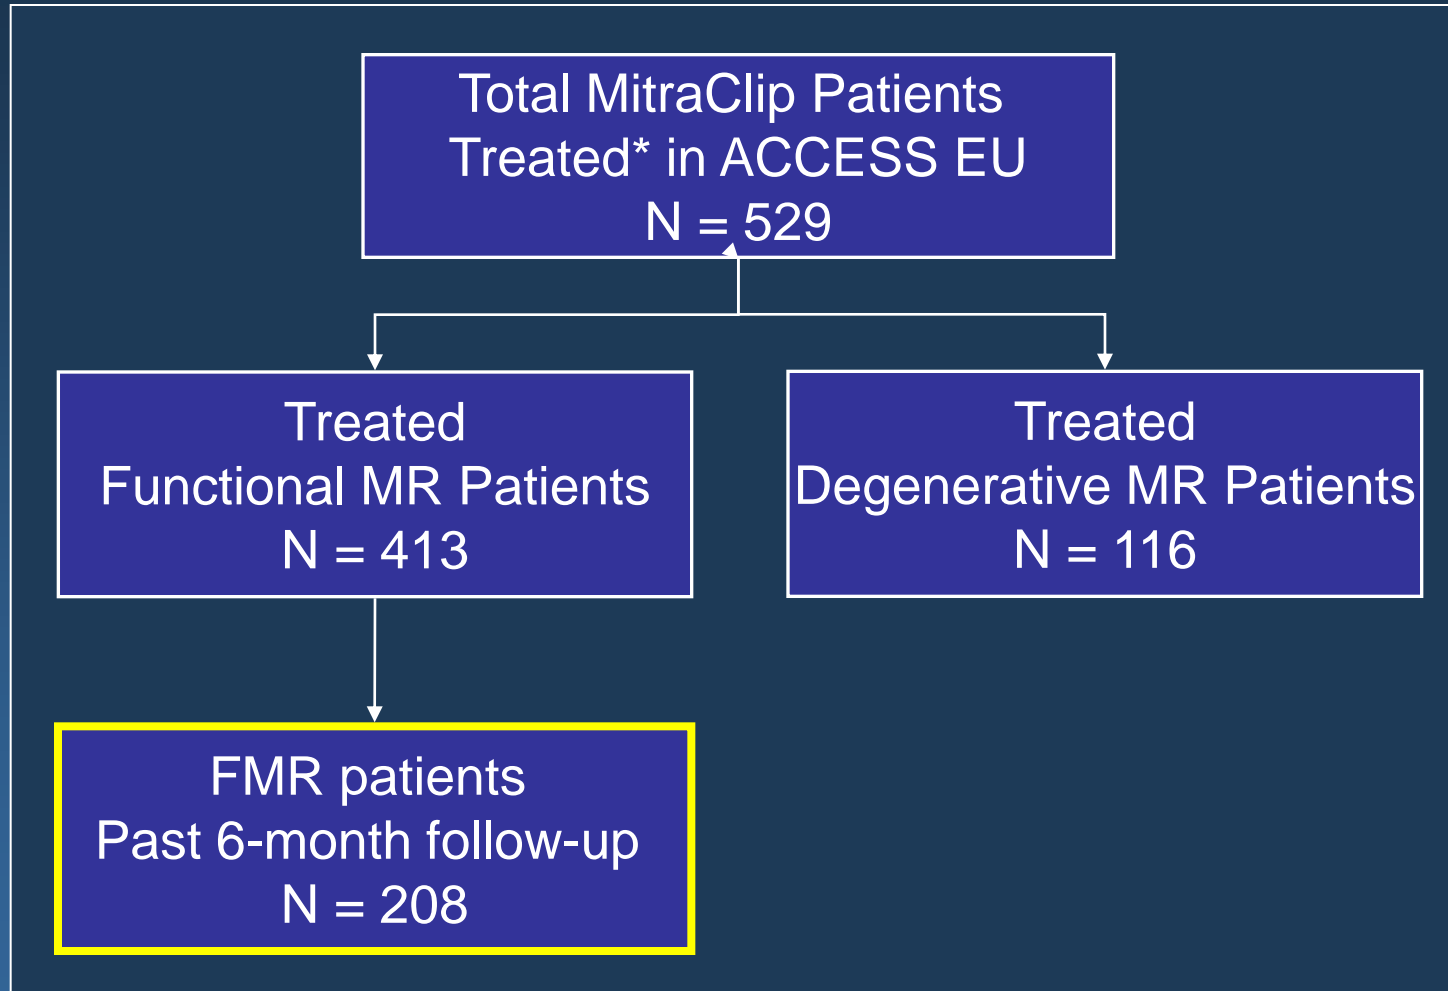 Total MitraClip Patients
Treated* in ACCESS EU
N = 529
Treated
Functional MR Patients
N = 413
Treated
Degenerative MR Patients
N = 116
FMR patients
Past 6-month follow-up
N = 208